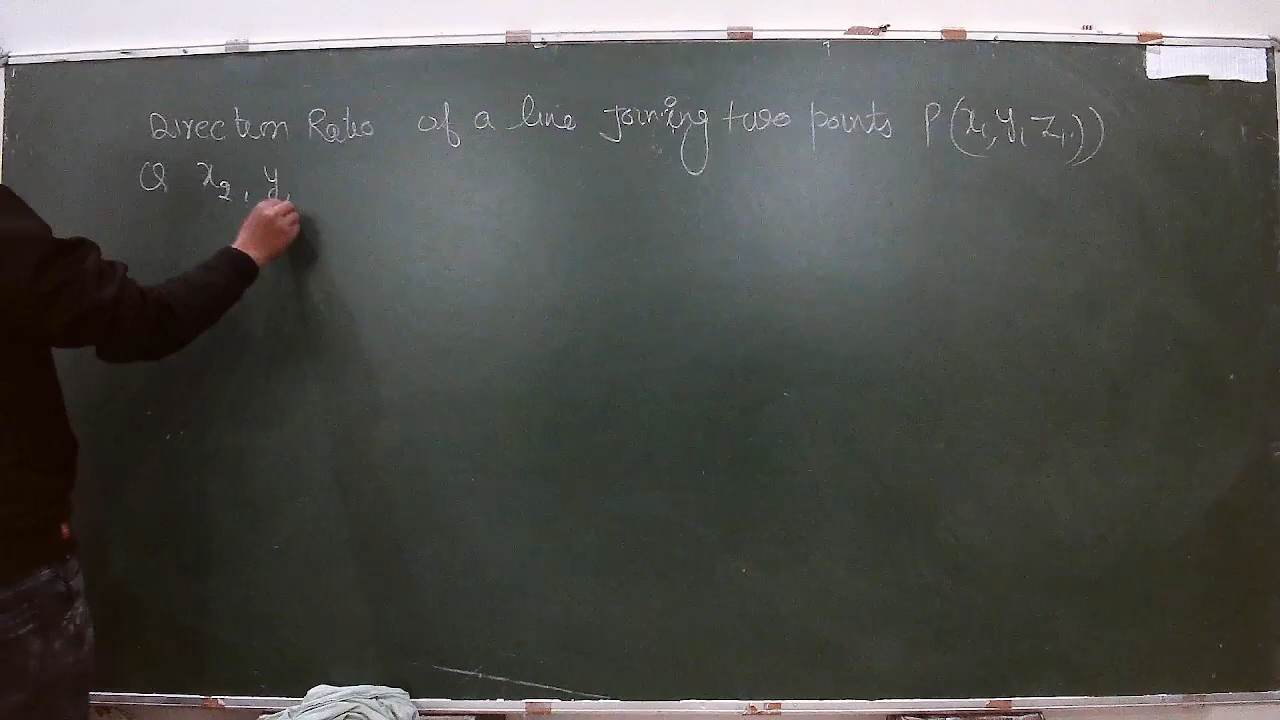 Direction Ratio of a line joining two points P(x₁, y₁ z₁))
Q x₂, y